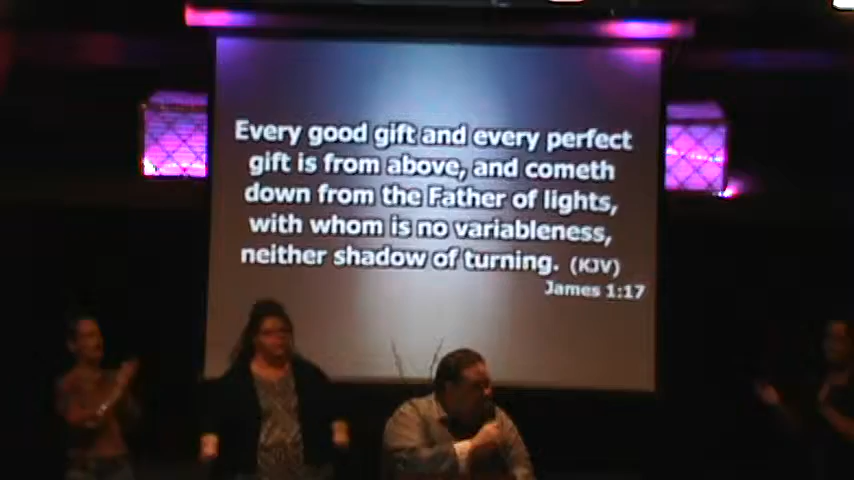 Every good gift and every perfect
gift is from above, and cometh
down from the Father of lights,
with whom is no variableness,
neither shadow of turning. (KJV)
James 1:17